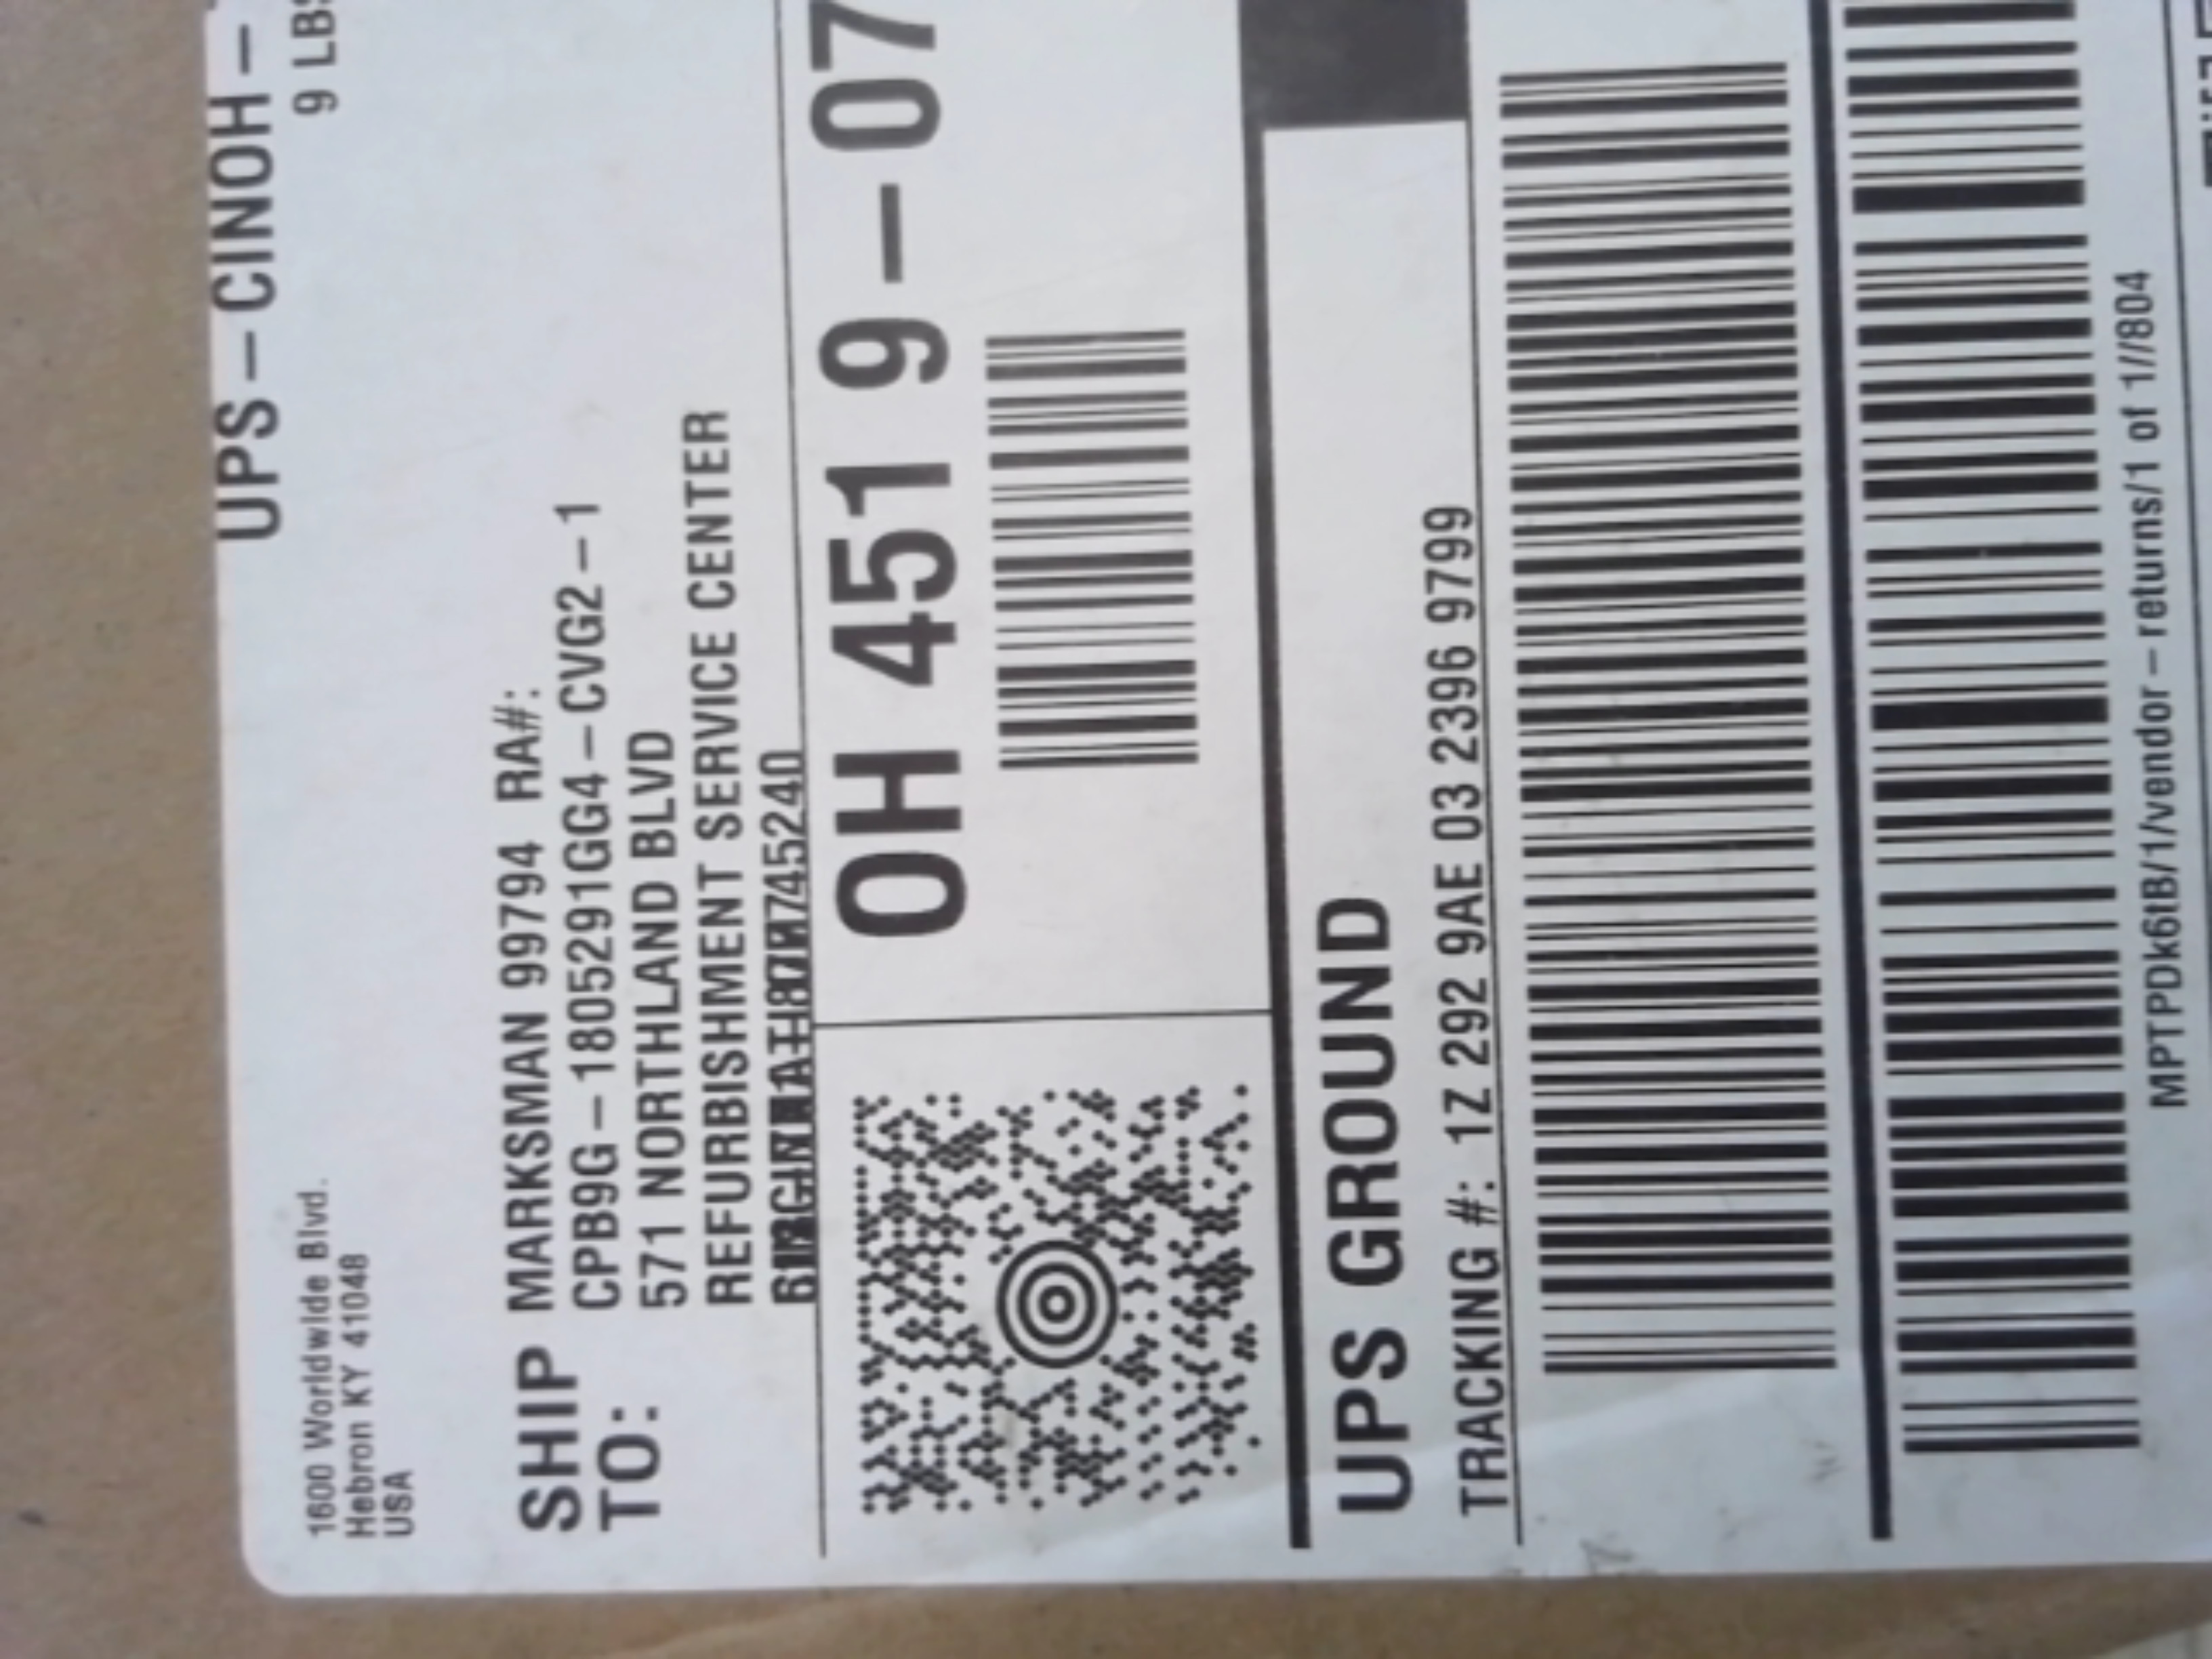 UPS-CINOH-
9 LBS
1600 Worldwide Blvd.
Hebron KY 41048
USA
SHIP TO:
MARKSMAN 99794 RA#:
CPB9G-1805291GG4-CVG2-1
571 NORTHLAND BLVD
REFURBISHMENT SERVICE CENTER
45240
OH 451 9-07
UPS GROUND
TRACKING #: 1Z 292 9AE 03 2396 9799
MPTPDk6tB/1/vendor-returns/1 of 1//804